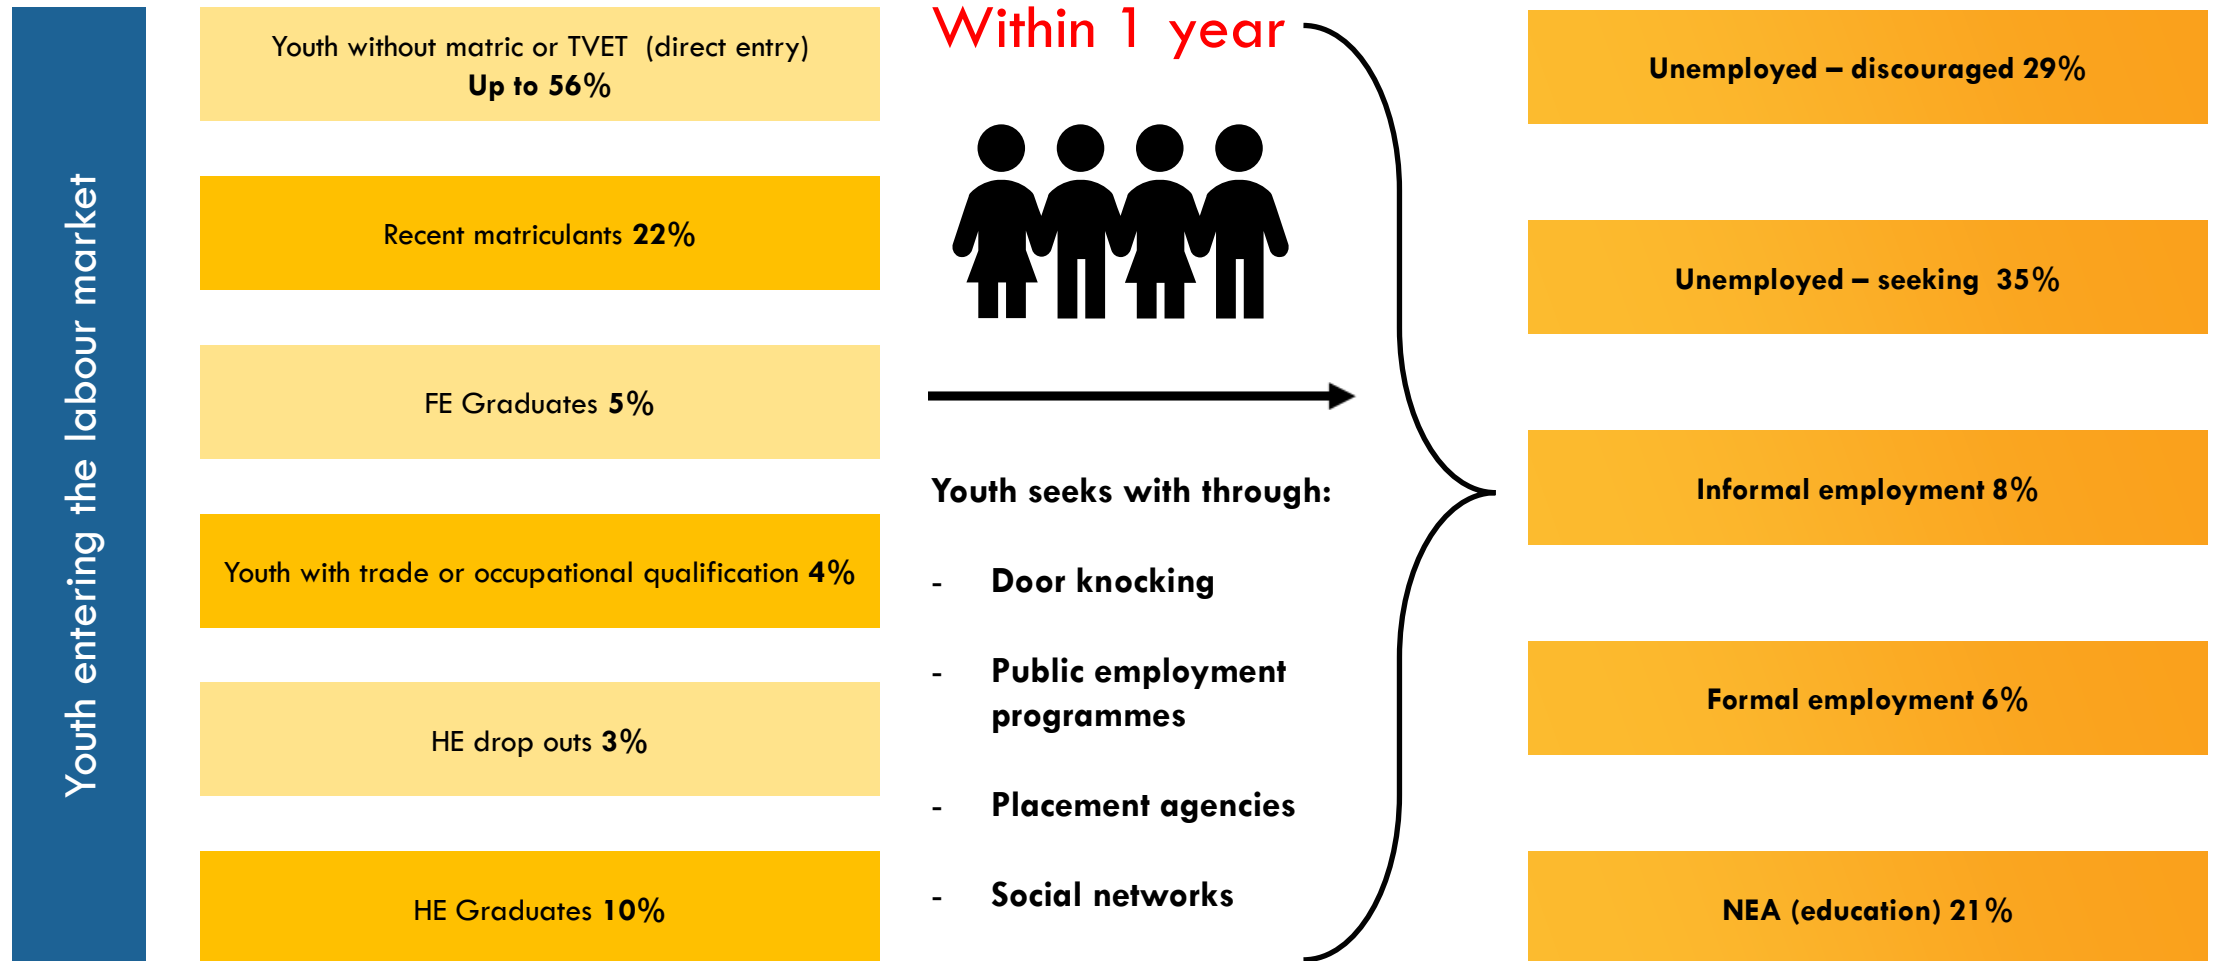 Youth entering the labour market
Youth without matric or TVET (direct entry)
Up to 56%
Recent matriculants 22%
FE Graduates 5%
Youth with trade or occupational qualification 4%
HE drop outs 3%
HE Graduates 10%
Within 1 year
Youth seeks with through:
- Door knocking
- Public employment
programmes
- Placement agencies
- Social networks
Unemployed – discouraged 29%
Unemployed – seeking 35%
Informal employment 8%
Formal employment 6%
NEA (education) 21%